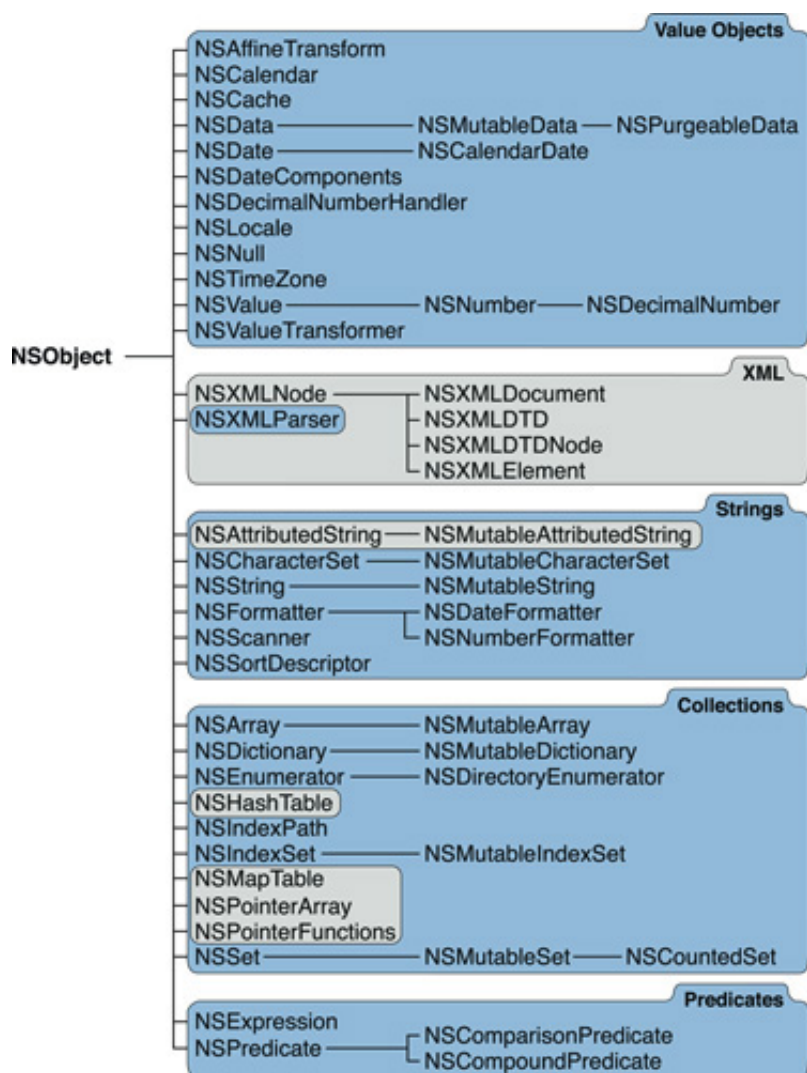 Value Objects
NSAffineTransform
NSCalendar
NSCache
NSData NSMutableData NSPurgeableData
NSDate NSCalendarDate
NSDateComponents
NSDecimalNumberHandler
NSLocale
NSNull
NSTimeZone
NSValue NSNumber NSDecimalNumber
NSValueTransformer
NSObject
XML
NSXMLNode NSXMLDocument
NSXMLParser NSXMLDTD
NSXMLDTDNode
NSXMLElement
Strings
NSAttributedString NSMutableAttributedString
NSCharacterSet NSMutableCharacterSet
NSString NSMutableString
NSFormatter NSDateFormatter
NSScanner NSNumberFormatter
NSSortDescriptor
Collections
NSArray NSMutableArray
NSDictionary NSMutableDictionary
NSEnumerator NSDirectoryEnumerator
NSHashTable
NSIndexPath
NSIndexSet NSMutableIndexSet
NSMapTable
NSPointerArray
NSPointerFunctions
NSSet NSMutableSet NSCountedSet
Predicates
NSExpression
NSPredicate NSComparisonPredicate
NSCompoundPredicate